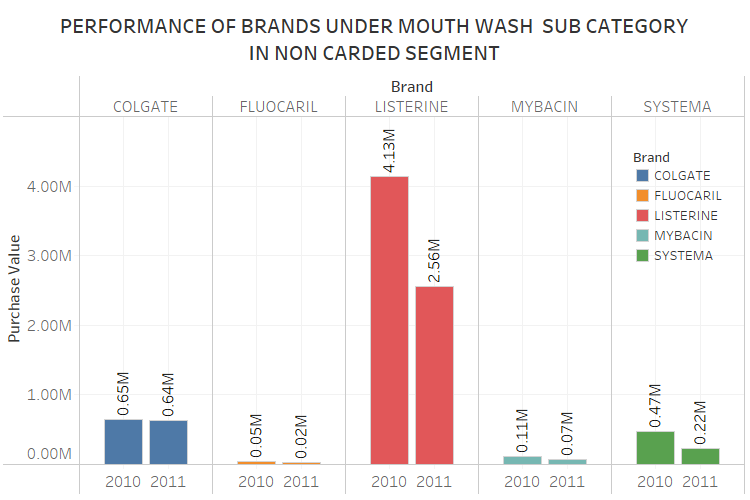 PERFORMANCE OF BRANDS UNDER MOUTH WASH  SUB CATEGORY
IN NON CARDED SEGMENT
Brand
COLGATE FLUOCARIL LISTERINE MYBACIN SYSTEMA
Purchase Value
4.00M
3.00M
2.00M
1.00M
0.00M
0.65M
0.64M
0.05M
0.02M
4.13M
2.56M
0.11M
0.07M
0.47M
0.22M
Brand
COLGATE
FLUOCARIL
LISTERINE
MYBACIN
SYSTEMA
2010 2011 2010 2011 2010 2011 2010 2011 2010 2011